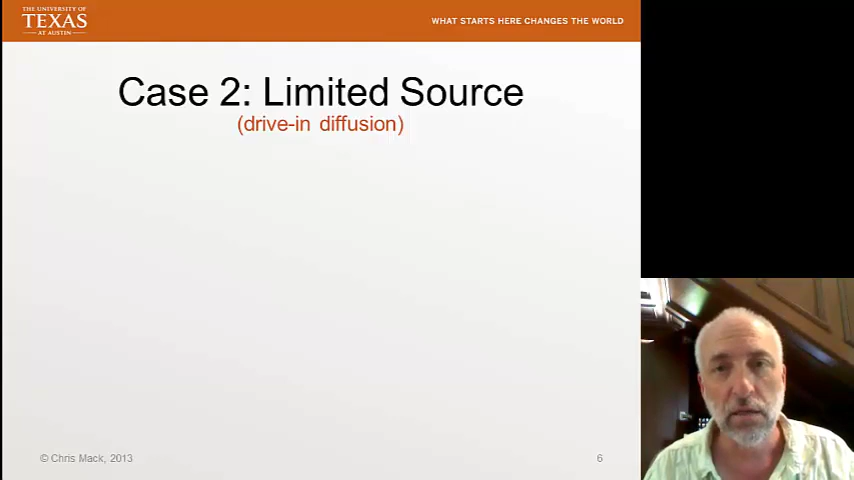 THE UNIVERSITY OF
TEXAS
AT AUSTIN
WHAT STARTS HERE CHANGES THE WORLD
Case 2: Limited Source
(drive-in diffusion)
© Chris Mack, 2013
6